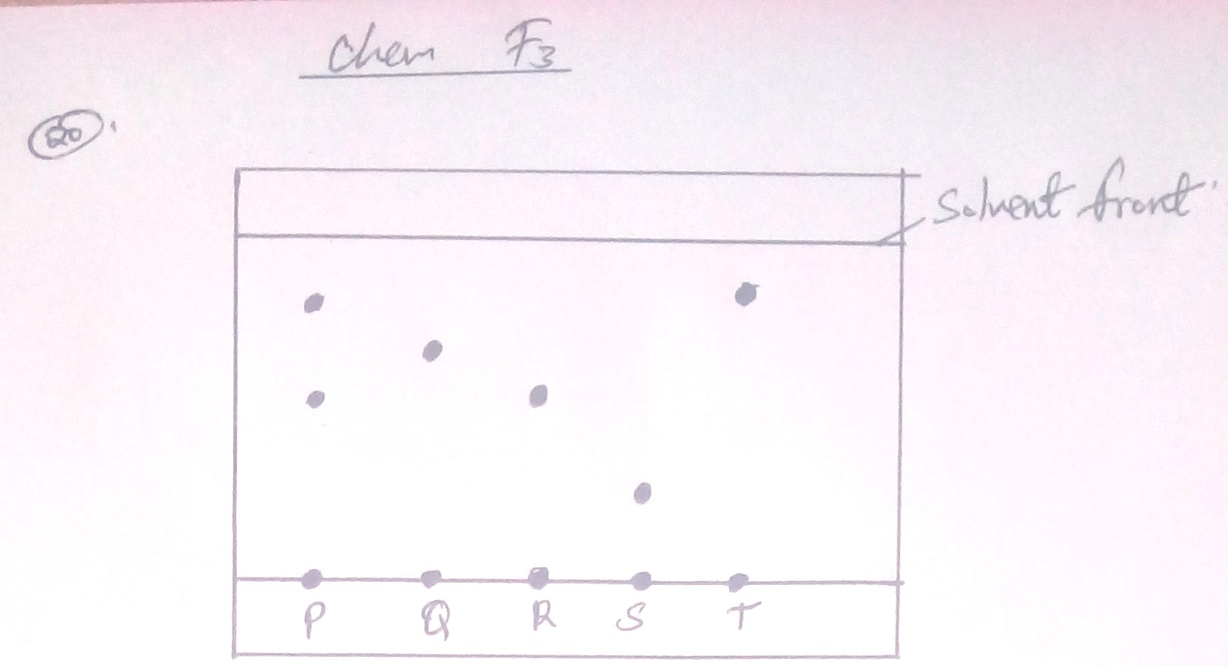 Chem F3
20.
Solvent front
P Q R S T